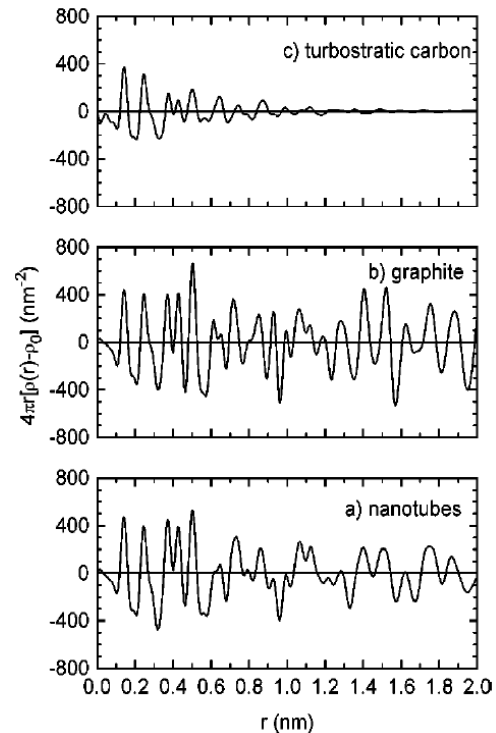 800
400
0
-400
-800
c) turbostratic carbon
800
400
0
-400
-800
b) graphite
4πr[ρ(r)-ρ₀] (nm⁻²)
800
400
0
-400
-800
a) nanotubes
0.0 0.2 0.4 0.6 0.8 1.0 1.2 1.4 1.6 1.8 2.0
r (nm)